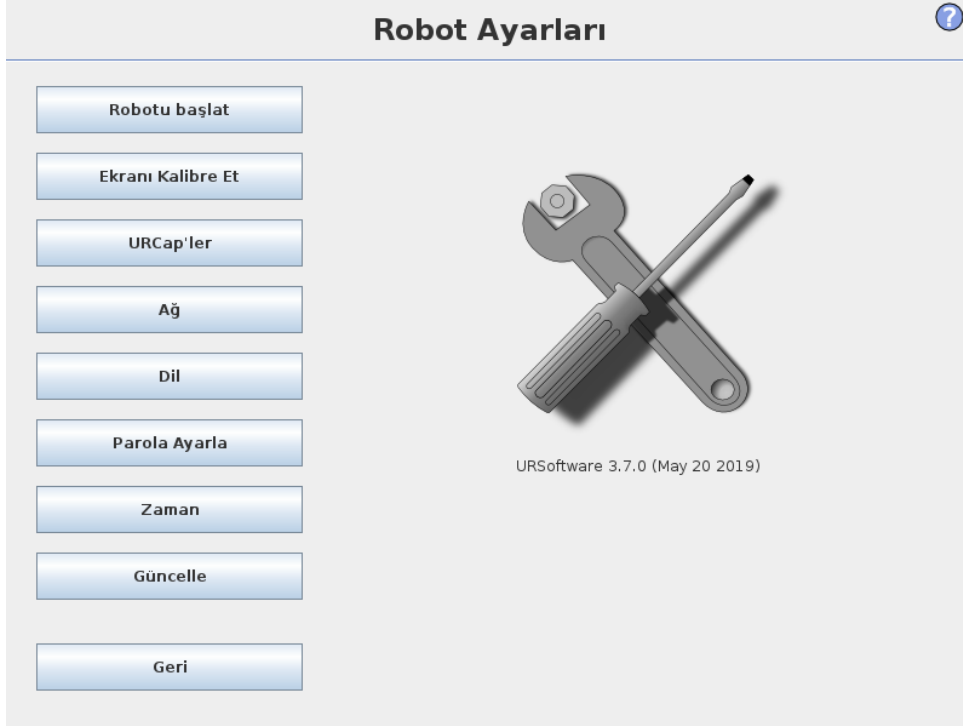 Robot Ayarları
?
Robotu başlat
Ekranı Kalibre Et
URCap'ler
Ağ
Dil
Parola Ayarla
Zaman
Güncelle
Geri
URSoftware 3.7.0 (May 20 2019)